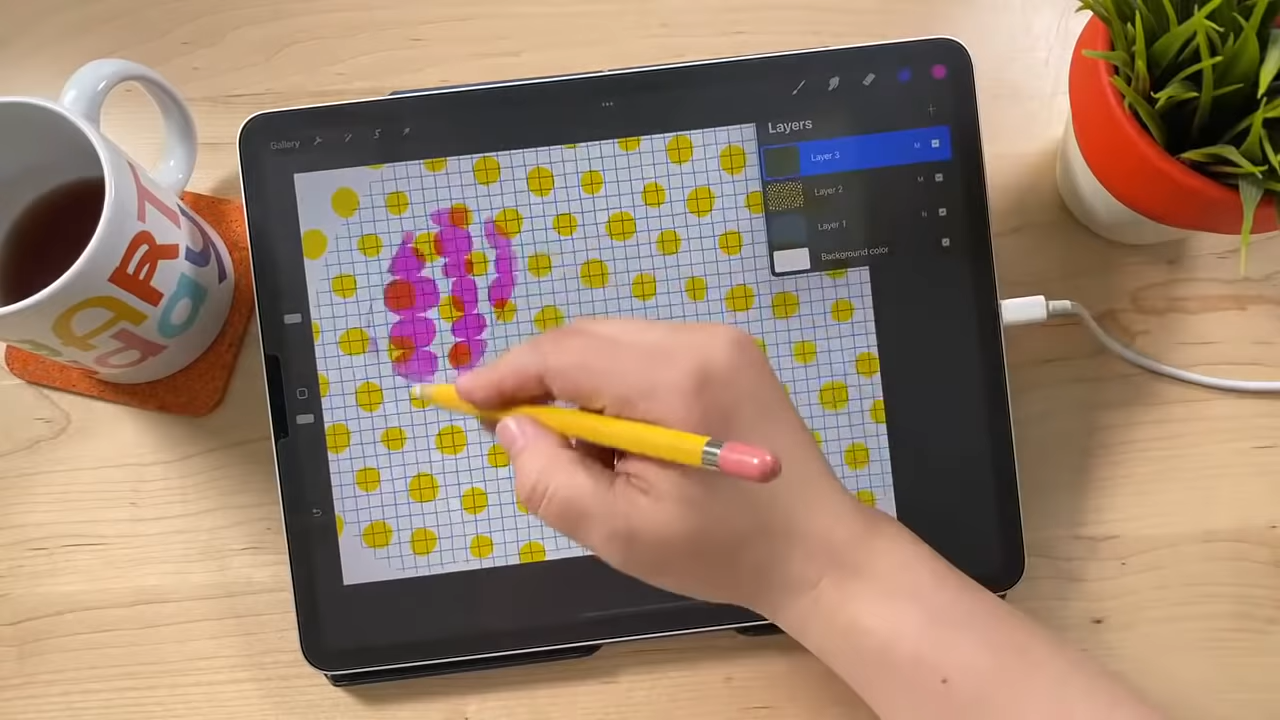 Gallery
Layers
Layer 3
M
Layer 2
M
Layer 1
N
Background color
ART